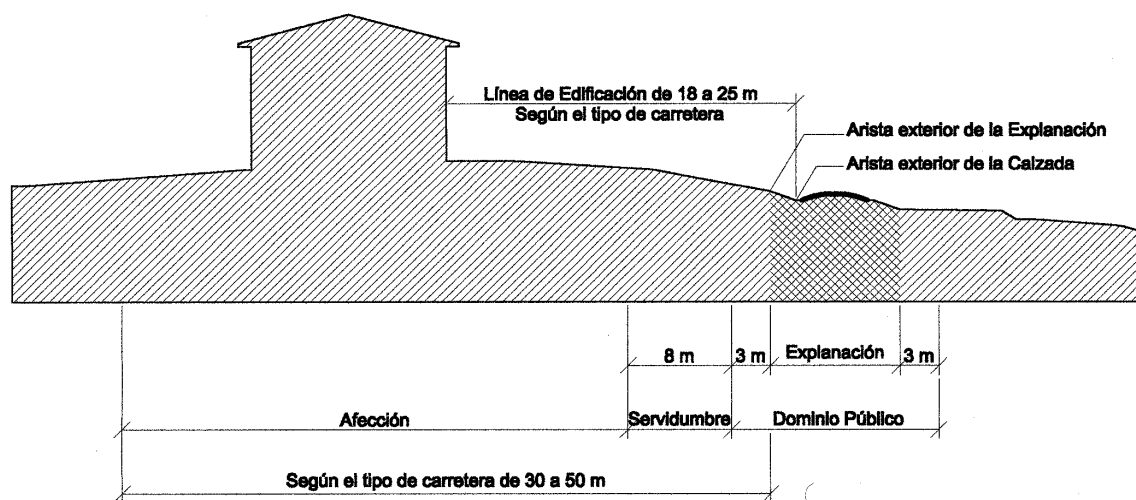 Línea de Edificación de 18 a 25 m
Según el tipo de carretera
Arista exterior de la Explanación
Arista exterior de la Calzada
8 m
3 m
Explanación
3 m
Afección
Servidumbre
Dominio Público
Según el tipo de carretera de 30 a 50 m